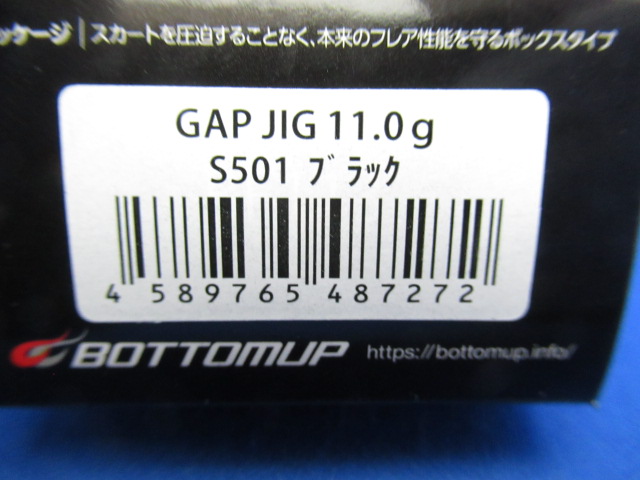 ッケージ | スカートを圧迫することなく、本来のフレア性能を守るボックスタイプ
GAP JIG 11.0g
S501 ﾌﾞﾗｯｸ
4 589765 487272
BOTTOMUP https://bottomup.info/